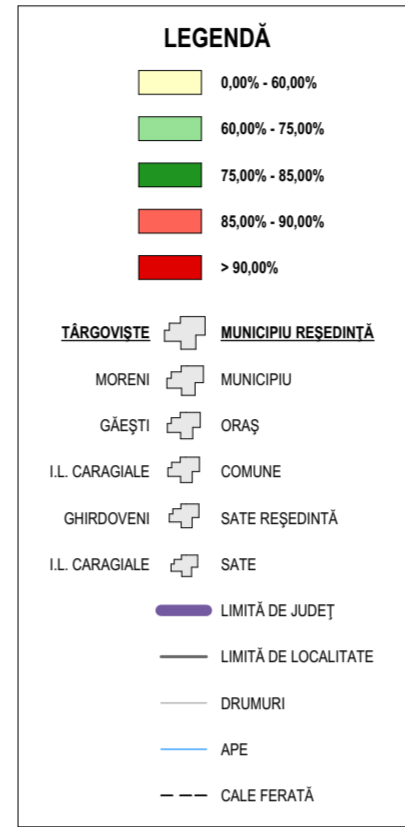 LEGENDĂ
0,00% - 60,00%
60,00% - 75,00%
75,00% - 85,00%
85,00% - 90,00%
> 90,00%
TÂRGOVIŞTE MUNICIPIU REŞEDINŢĂ
MORENI MUNICIPIU
GĂEŞTI ORAŞ
I.L. CARAGIALE COMUNE
GHIRDOVENI SATE REŞEDINTĂ
I.L. CARAGIALE SATE
LIMITĂ DE JUDEŢ
LIMITĂ DE LOCALITATE
DRUMURI
APE
CALE FERATĂ